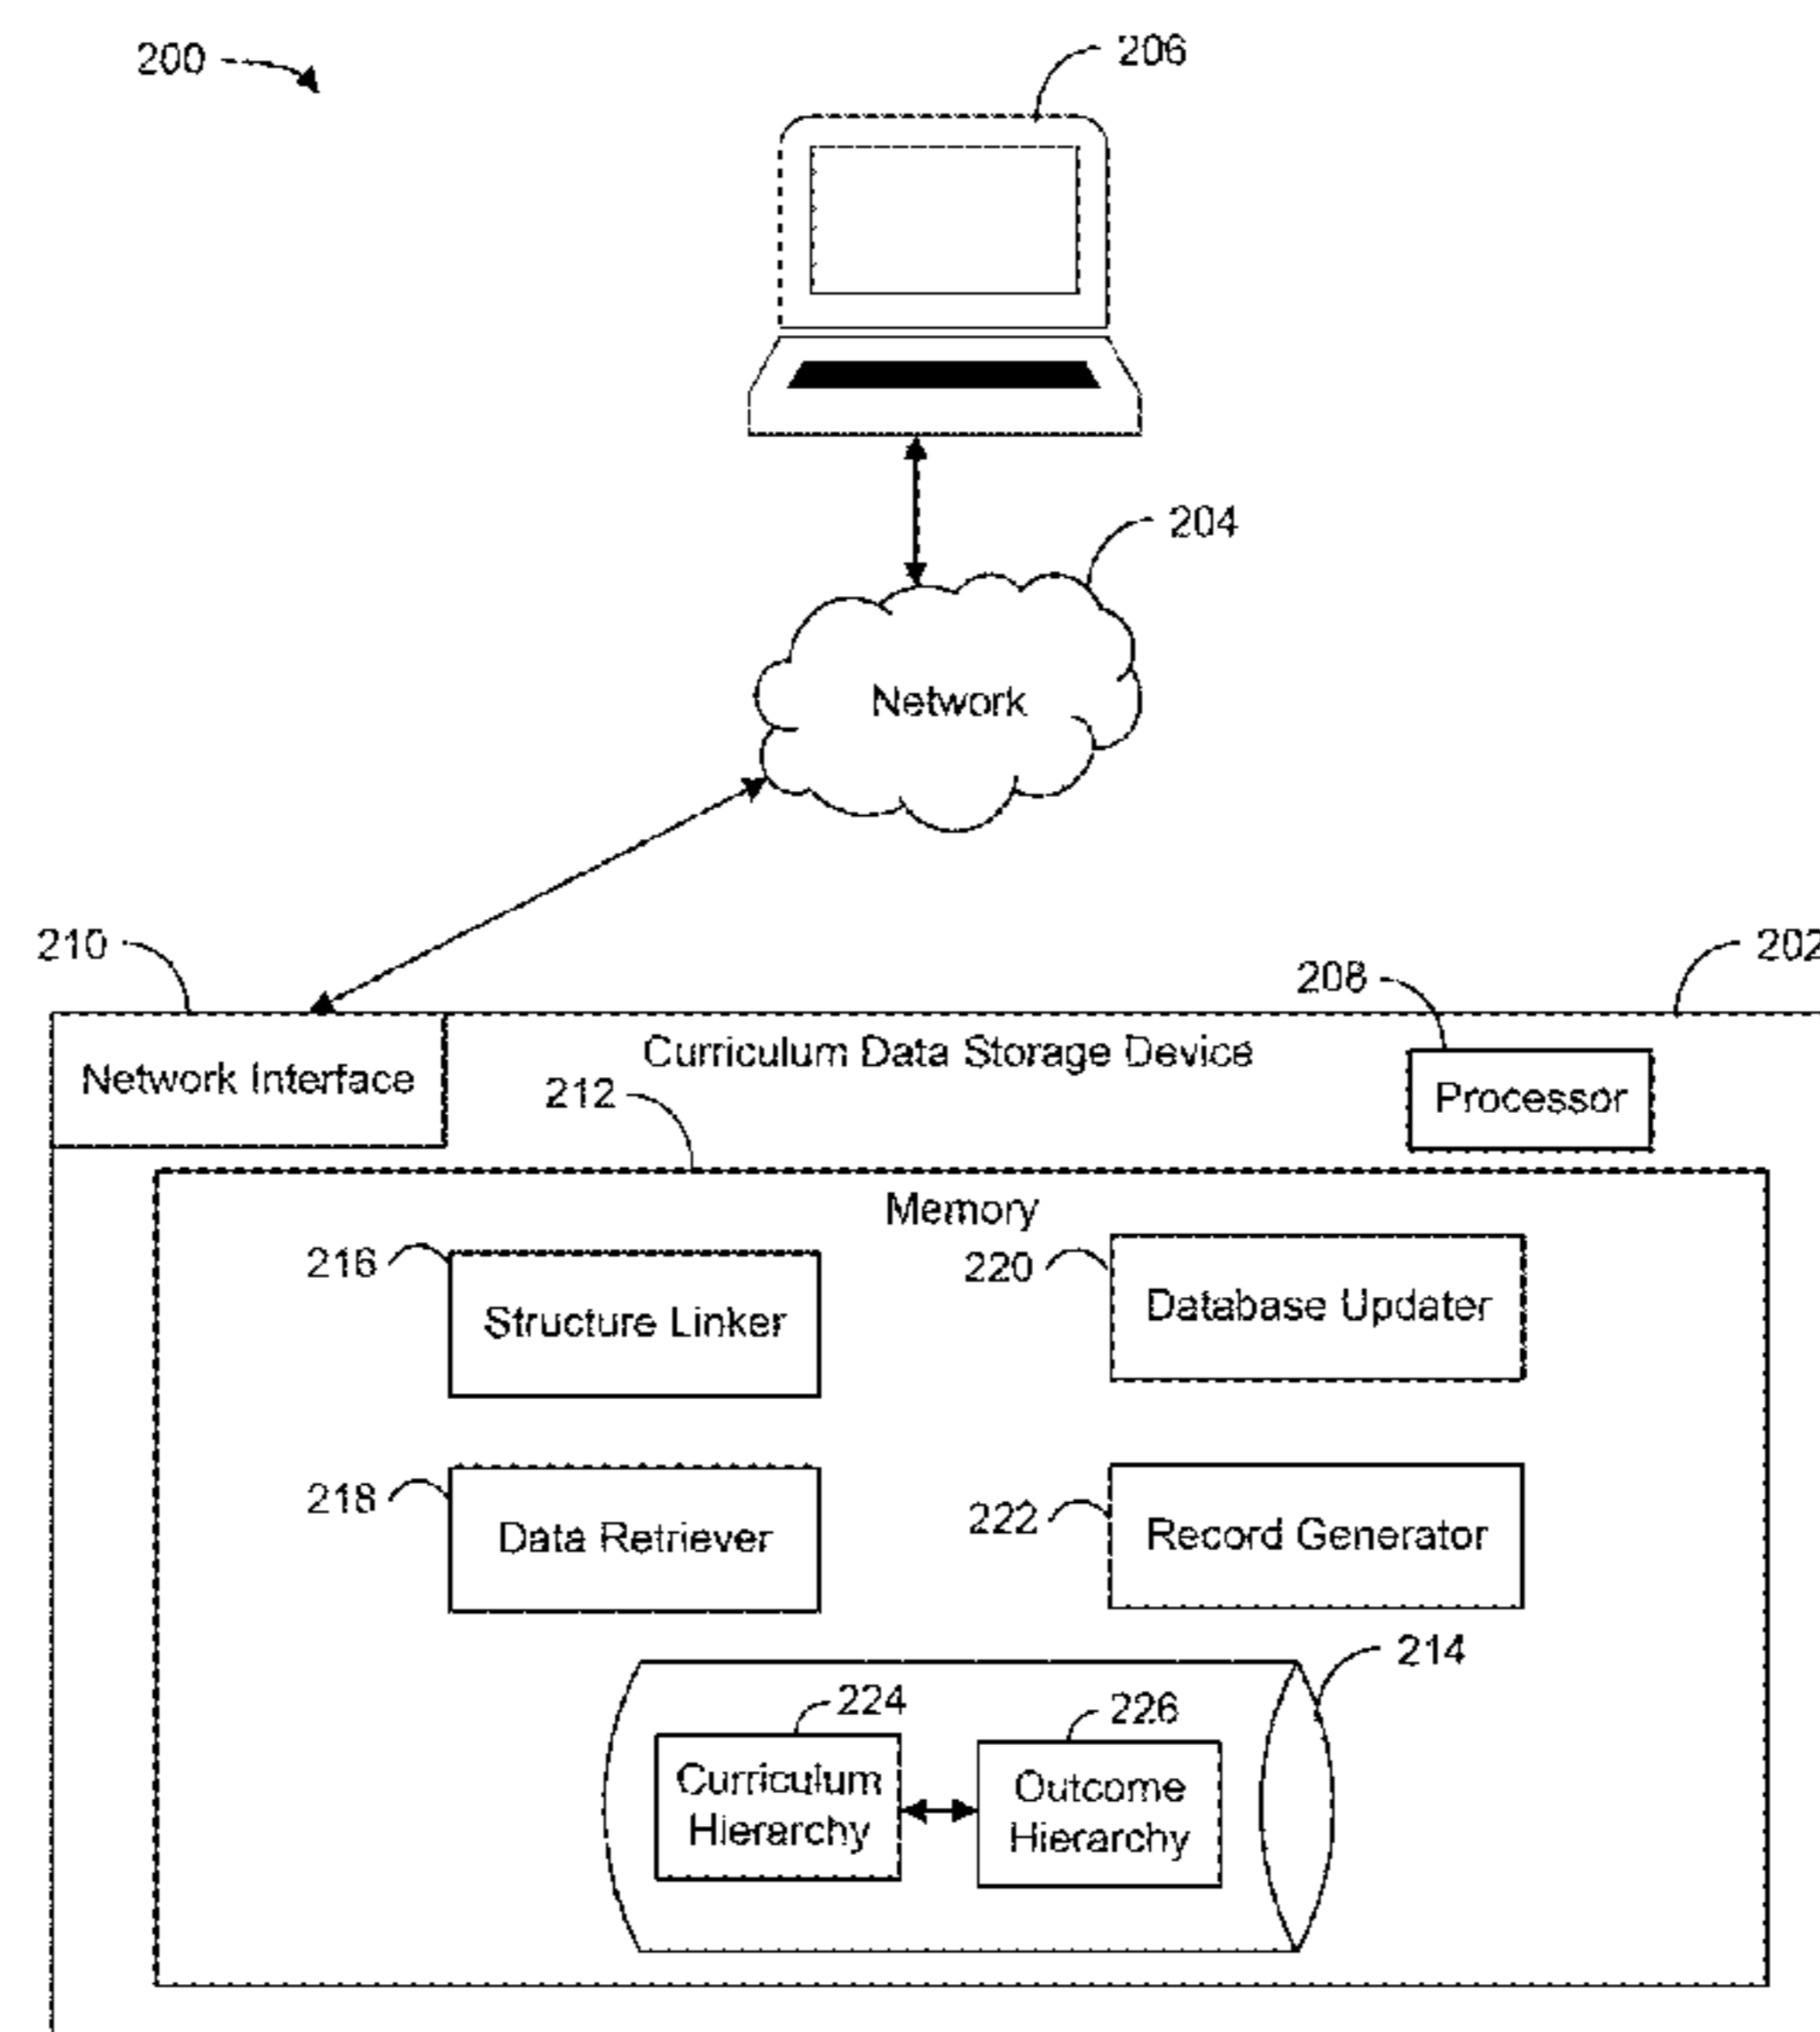 200
206
204
Network
210
202
208
Network Interface
Curriculum Data Storage Device
Processor
212
Memory
216
Structure Linker
220
Database Updater
218
Data Retriever
222
Record Generator
214
224
226
Curriculum
Hierarchy
Outcome
Hierarchy